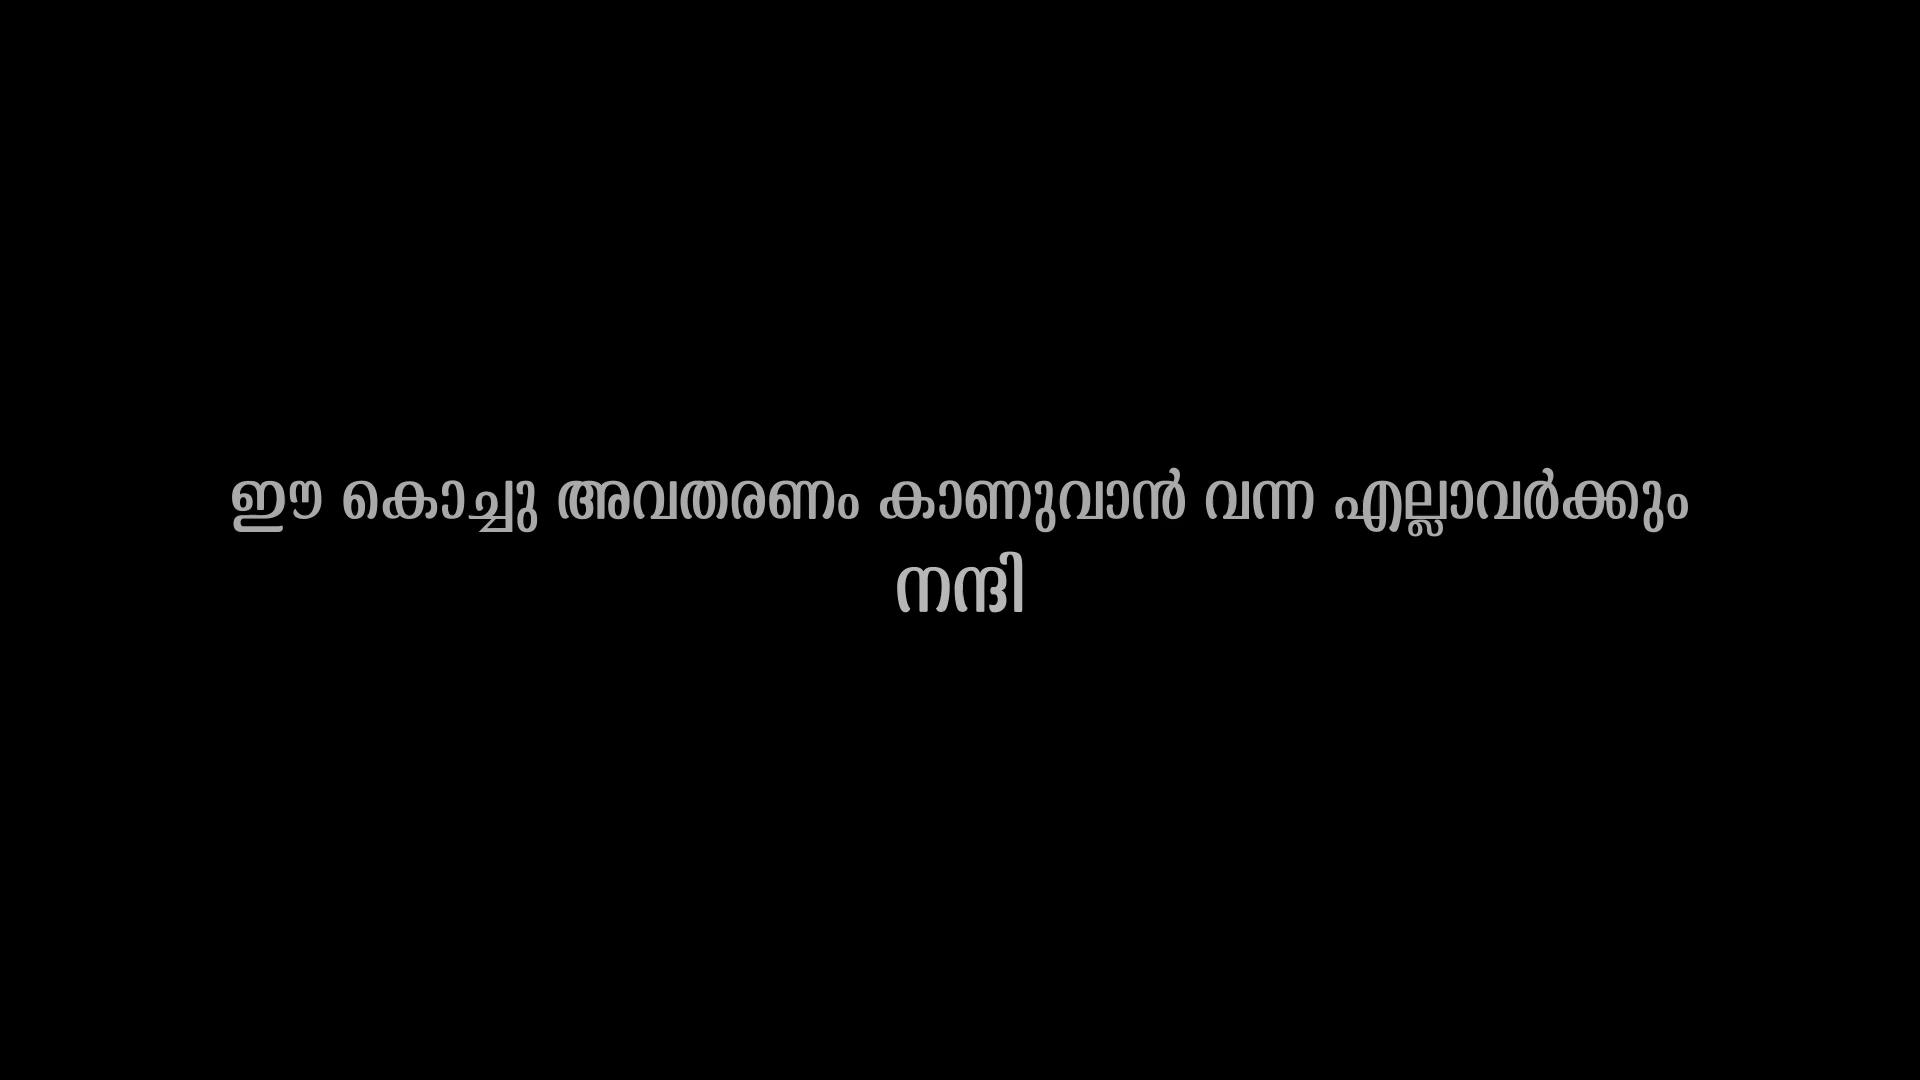 ഈ കൊച്ചു അവതരണം കാണുവാൻ വന്ന എല്ലാവർക്കും
നന്ദി